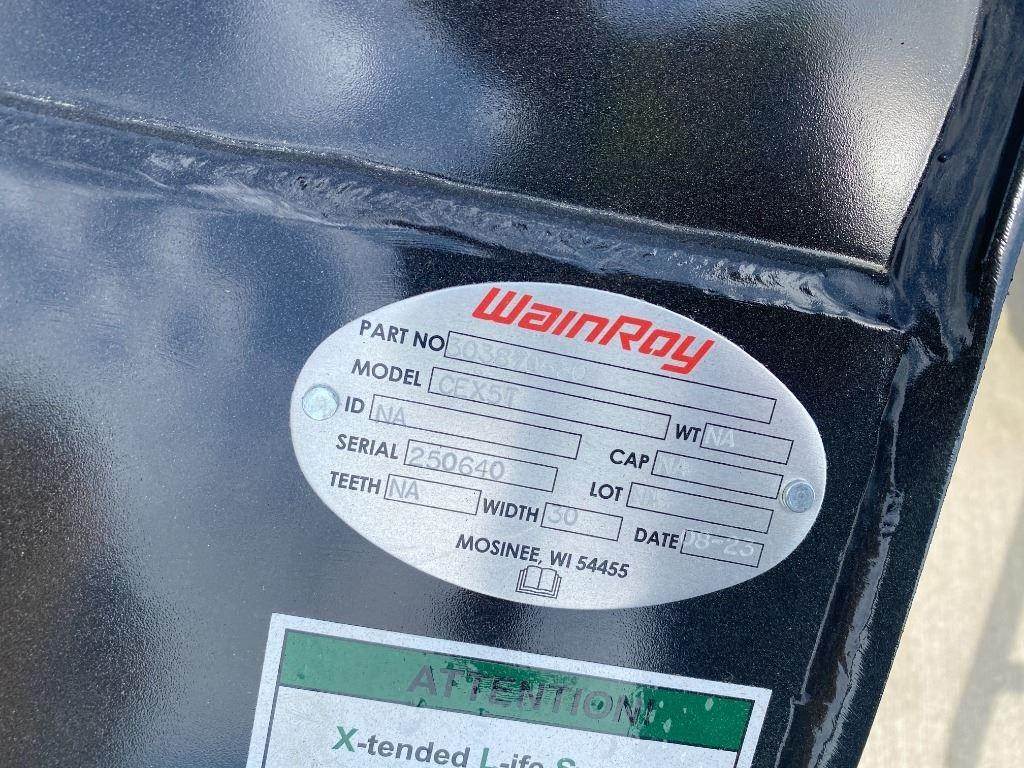 WainRoy
PART NO
MODEL CEX5T
WT NA
ID NA
CAP NA
SERIAL 250640
LOT NA
TEETH NA
WIDTH 30
DATE 08-23
MOSINEE, WI 54455
ATTENTION!
X-tended L-ife